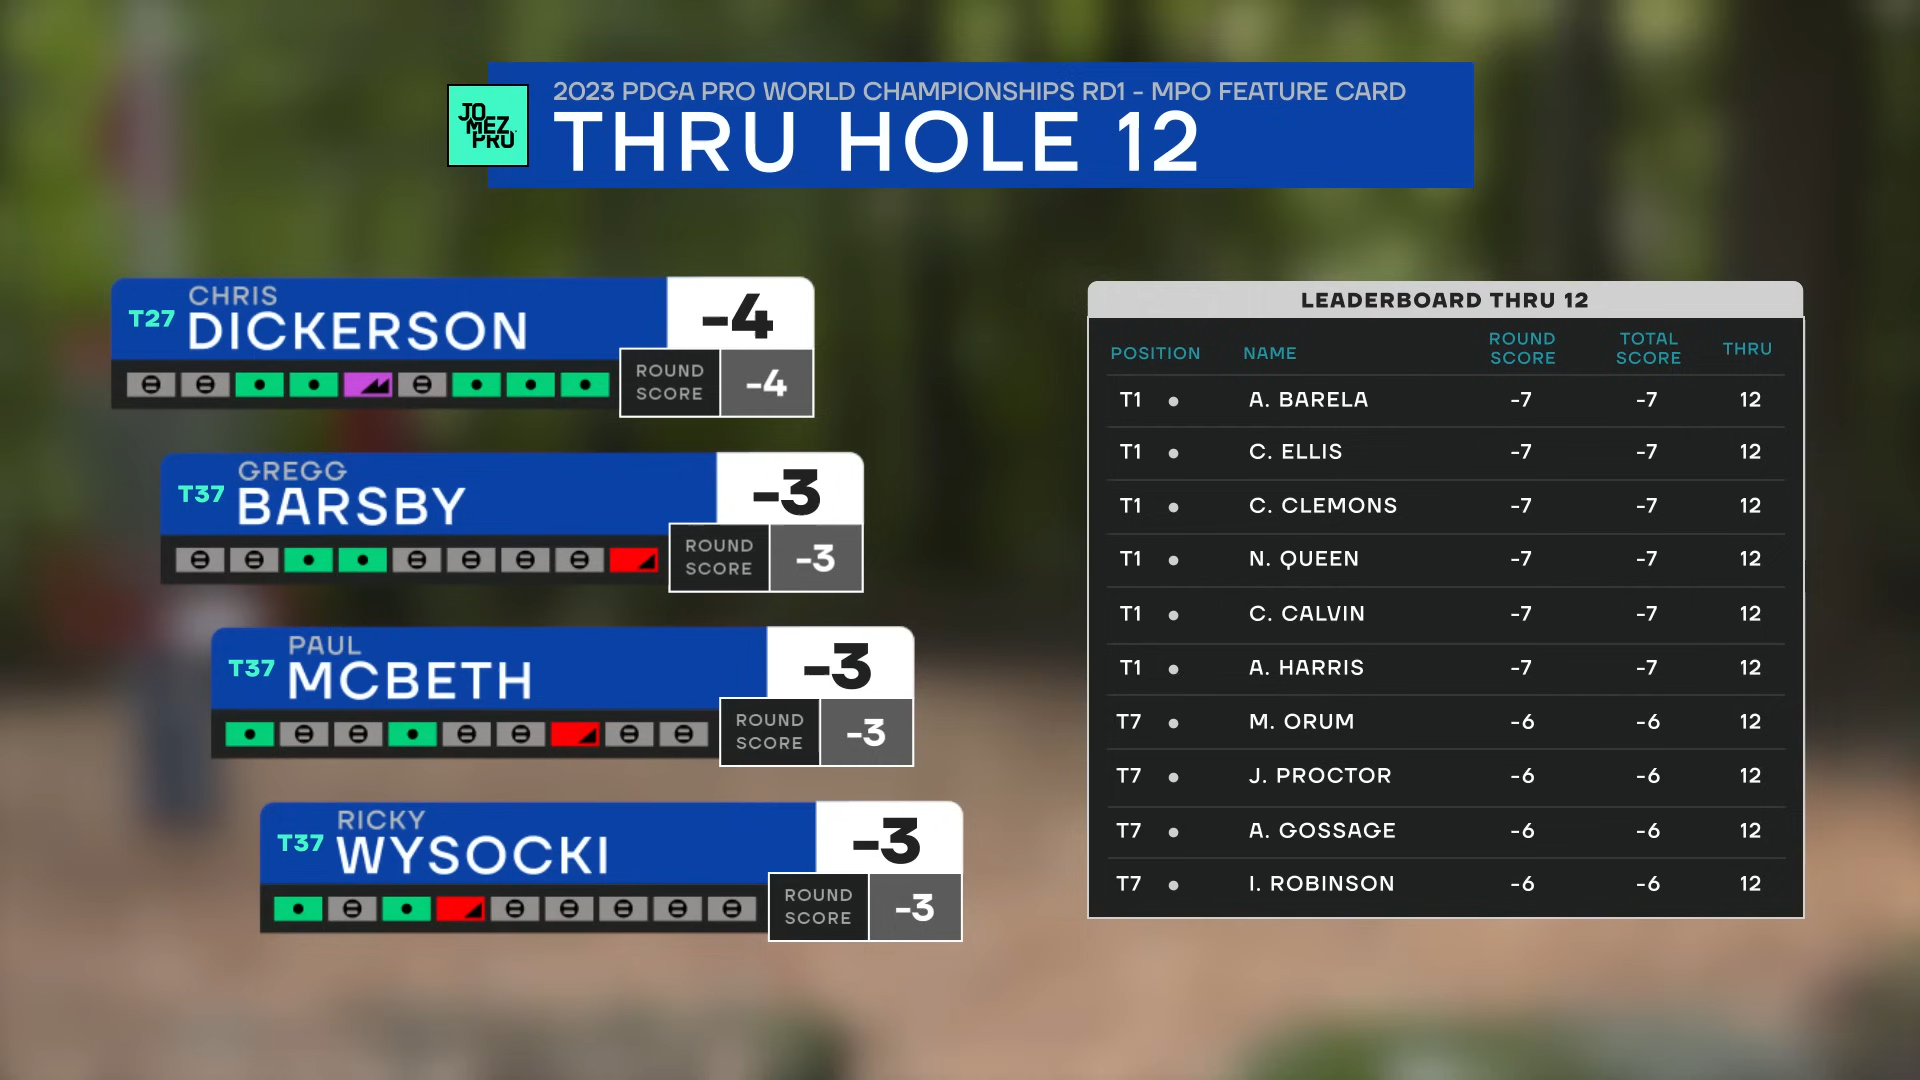 JO
MEZ
PRO
2023 PDGA PRO WORLD CHAMPIONSHIPS RD1 - MPO FEATURE CARD
THRU HOLE 12
T27 CHRIS
DICKERSON
-4
ROUND
SCORE
-4
T37 GREGG
BARSBY
-3
ROUND
SCORE
-3
T37 PAUL
MCBETH
-3
ROUND
SCORE
-3
T37 RICKY
WYSOCKI
-3
ROUND
SCORE
-3
LEADERBOARD THRU 12
POSITION NAME ROUND SCORE TOTAL SCORE THRU
T1 A. BARELA -7 -7 12
T1 C. ELLIS -7 -7 12
T1 C. CLEMONS -7 -7 12
T1 N. QUEEN -7 -7 12
T1 C. CALVIN -7 -7 12
T1 A. HARRIS -7 -7 12
T7 M. ORUM -6 -6 12
T7 J. PROCTOR -6 -6 12
T7 A. GOSSAGE -6 -6 12
T7 I. ROBINSON -6 -6 12